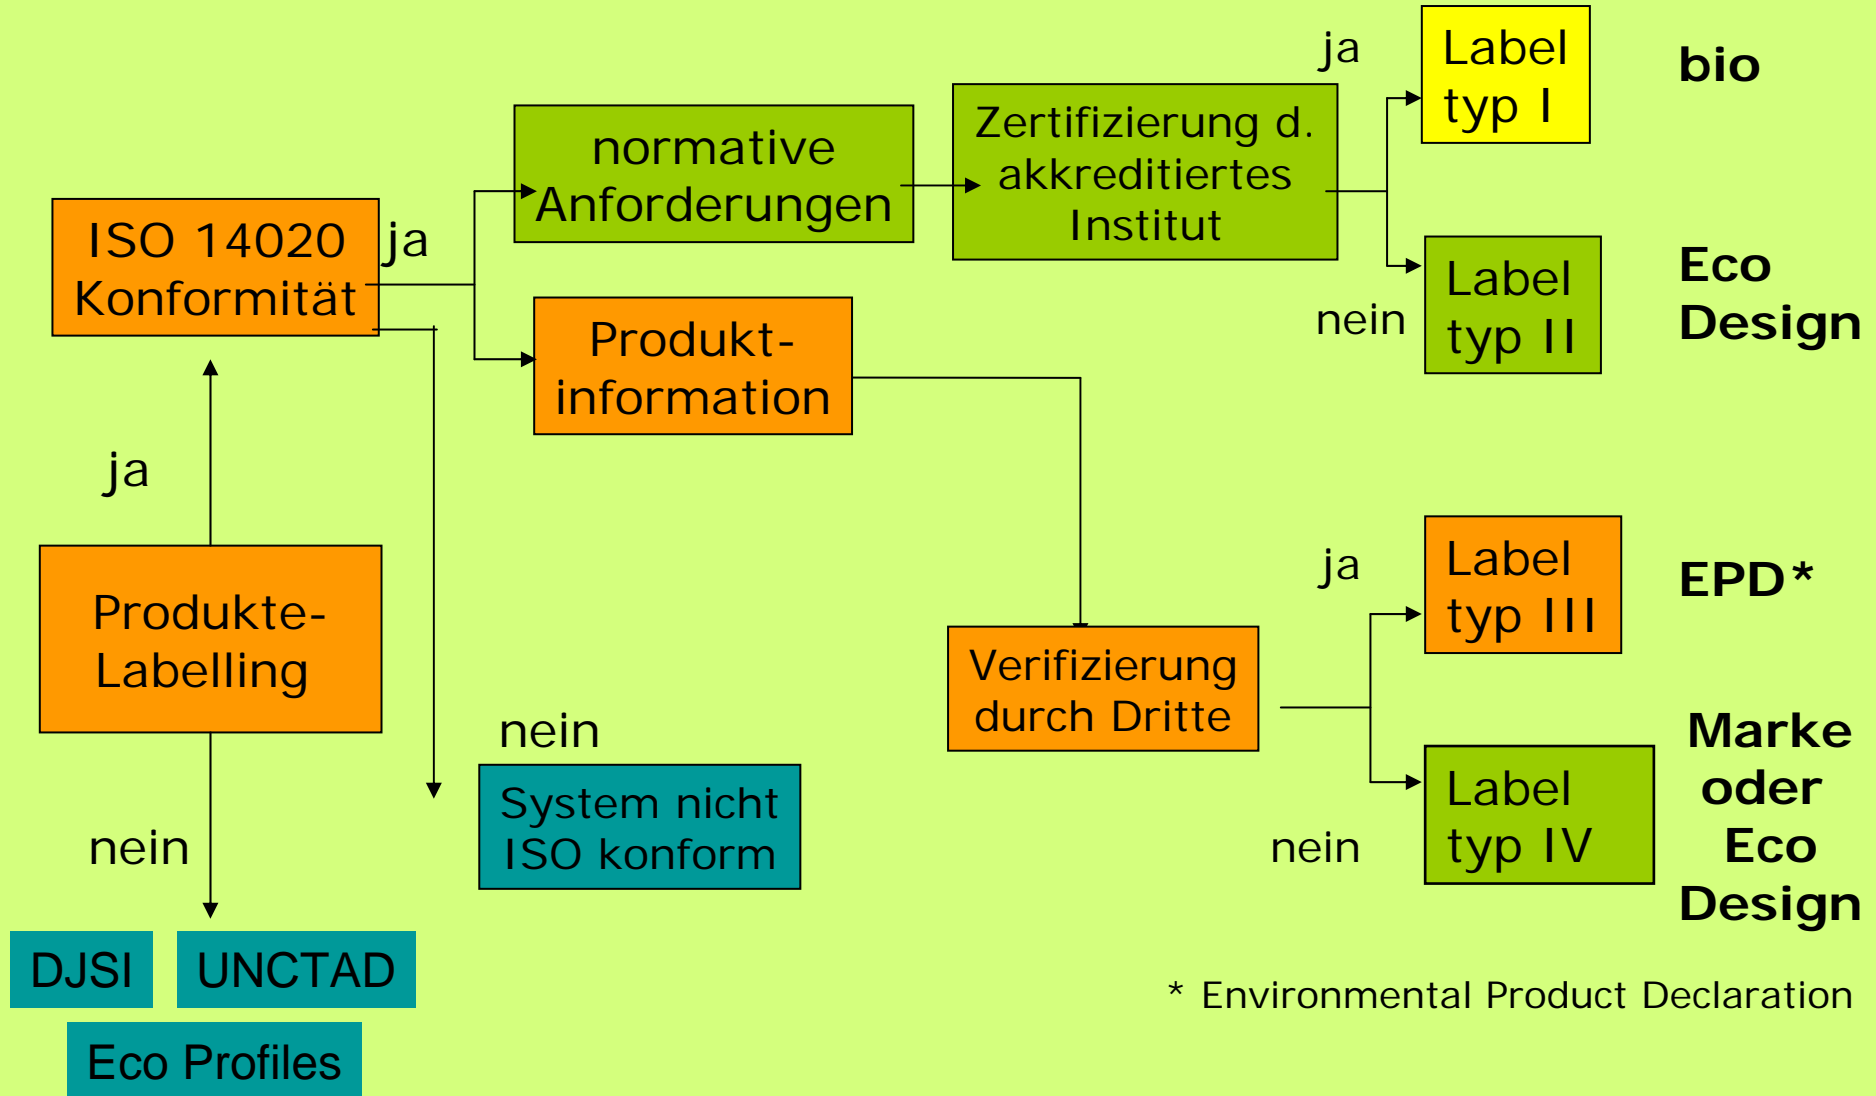 ja
Label
typ I
bio
normative
Anforderungen
Zertifizierung d.
akkreditiertes
Institut
ISO 14020
Konformität
ja
Label
typ II
Eco
Design
nein
Produkt-
information
ja
Produkte-
Labelling
ja
Label
typ III
EPD*
Verifizierung
durch Dritte
nein
System nicht
ISO konform
nein
Label
typ IV
Marke
oder
Eco
Design
nein
DJSI
UNCTAD
Eco Profiles
* Environmental Product Declaration